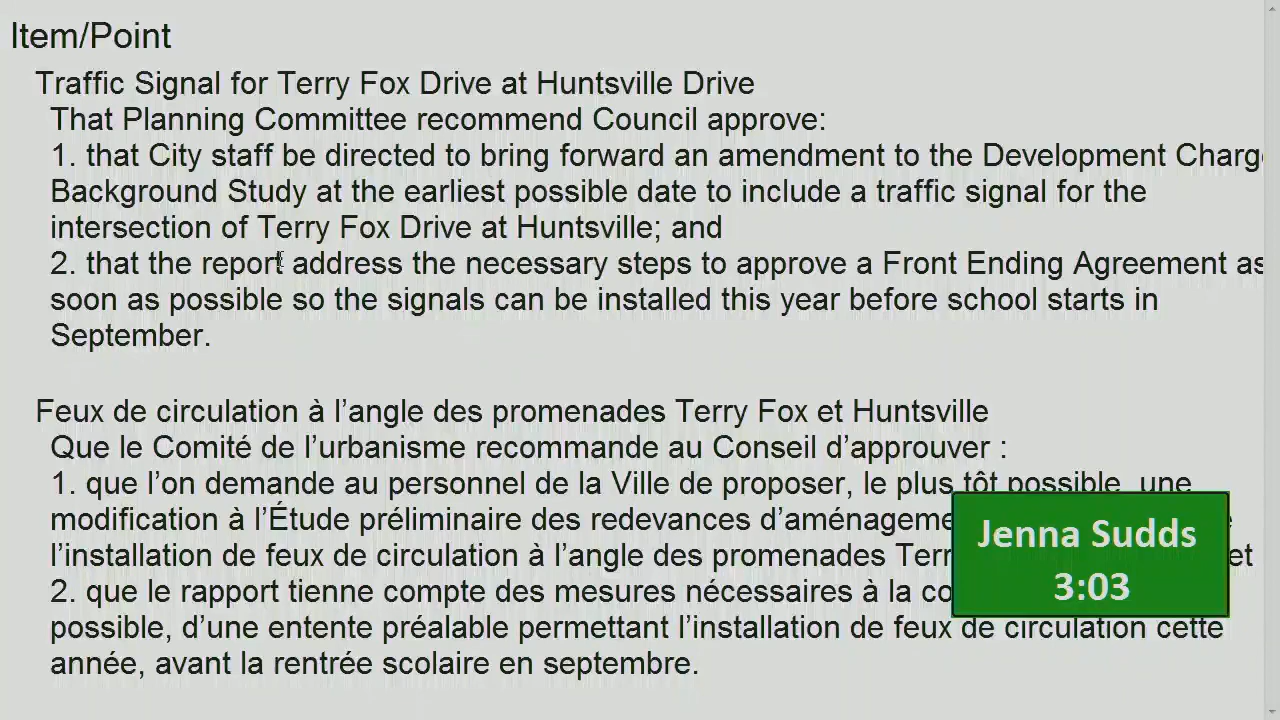 Item/Point
Traffic Signal for Terry Fox Drive at Huntsville Drive
That Planning Committee recommend Council approve:
1. that City staff be directed to bring forward an amendment to the Development
Background Study at the earliest possible date to include a traffic signal for the
intersection of Terry Fox Drive at Huntsville; and
2. that the report address the necessary steps to approve a Front Ending Agreement as
soon as possible so the signals can be installed this year before school starts in
September.
Feux de circulation à l’angle des promenades Terry Fox et Huntsville
Que le Comité de l’urbanisme recommande au Conseil d’approuver :
1. que l’on demande au personnel de la Ville de proposer, le plus tôt possible, une
modification à l’Étude préliminaire des redevances
l’installation de feux de circulation à l’angle des promenades et
2. que le rapport tienne compte des mesures nécessaires à la
possible, d’une entente préalable permettant l’installation de feux de circulation cette
année, avant la rentrée scolaire en septembre.
Jenna Sudds
3:03